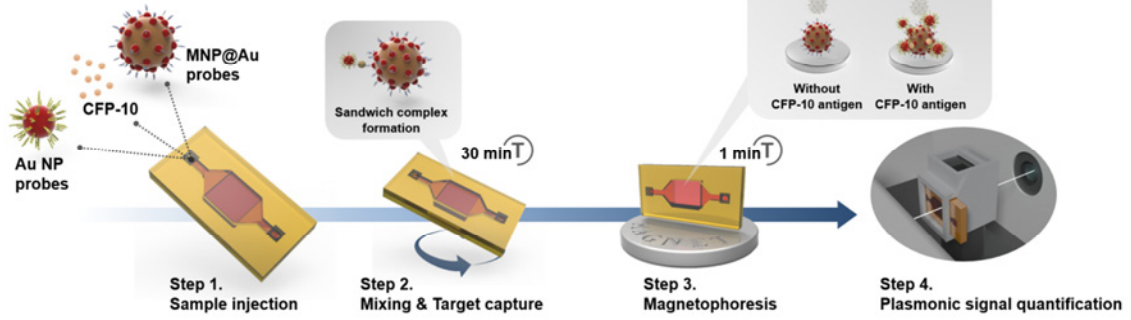 MNP@Au
probes
CFP-10
Au NP
probes
Sandwich complex
formation
30 min
Without
CFP-10 antigen
With
CFP-10 antigen
1 min
Step 1.
Sample injection
Step 2.
Mixing & Target capture
Step 3.
Magnetophoresis
Step 4.
Plasmonic signal quantification